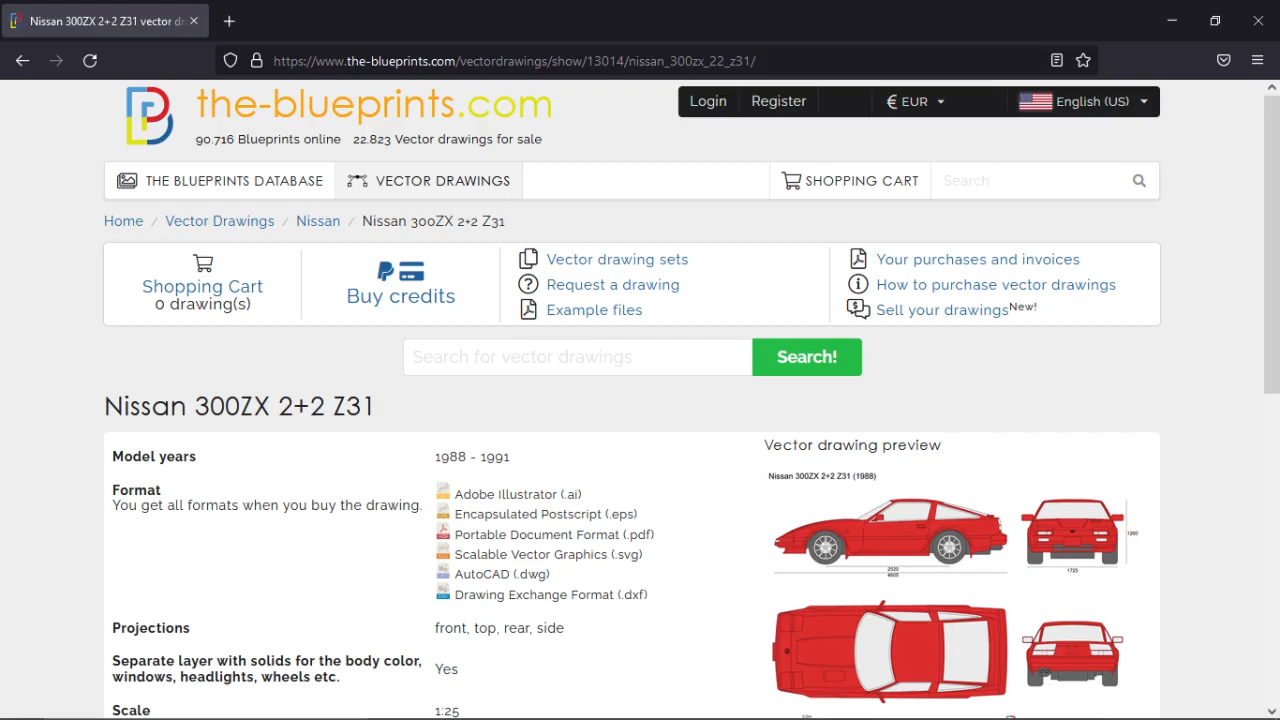 Nissan 300ZX 2+2 Z31 vector dr
https://www.the-blueprints.com/vectordrawings/show/13014/nissan_300zx_22_z31/
the-blueprints.com
90.716 Blueprints online 22.823 Vector drawings for sale
Login Register € EUR English (US)
THE BLUEPRINTS DATABASE VECTOR DRAWINGS SHOPPING CART Search
Home / Vector Drawings / Nissan / Nissan 300ZX 2+2 Z31
Shopping Cart
0 drawing(s)
Buy credits
Vector drawing sets
Request a drawing
Example files
Your purchases and invoices
How to purchase vector drawings
Sell your drawings New!
Search for vector drawings Search!
Nissan 300ZX 2+2 Z31
Model years 1988 - 1991
Format
You get all formats when you buy the drawing.
Adobe Illustrator (.ai)
Encapsulated Postscript (.eps)
Portable Document Format (.pdf)
Scalable Vector Graphics (.svg)
AutoCAD (.dwg)
Drawing Exchange Format (.dxf)
Projections front, top, rear, side
Separate layer with solids for the body color,
windows, headlights, wheels etc. Yes
Scale 1:25
Vector drawing preview
Nissan 300ZX 2+2 Z31 (1988)
2520
4605
1725
1260